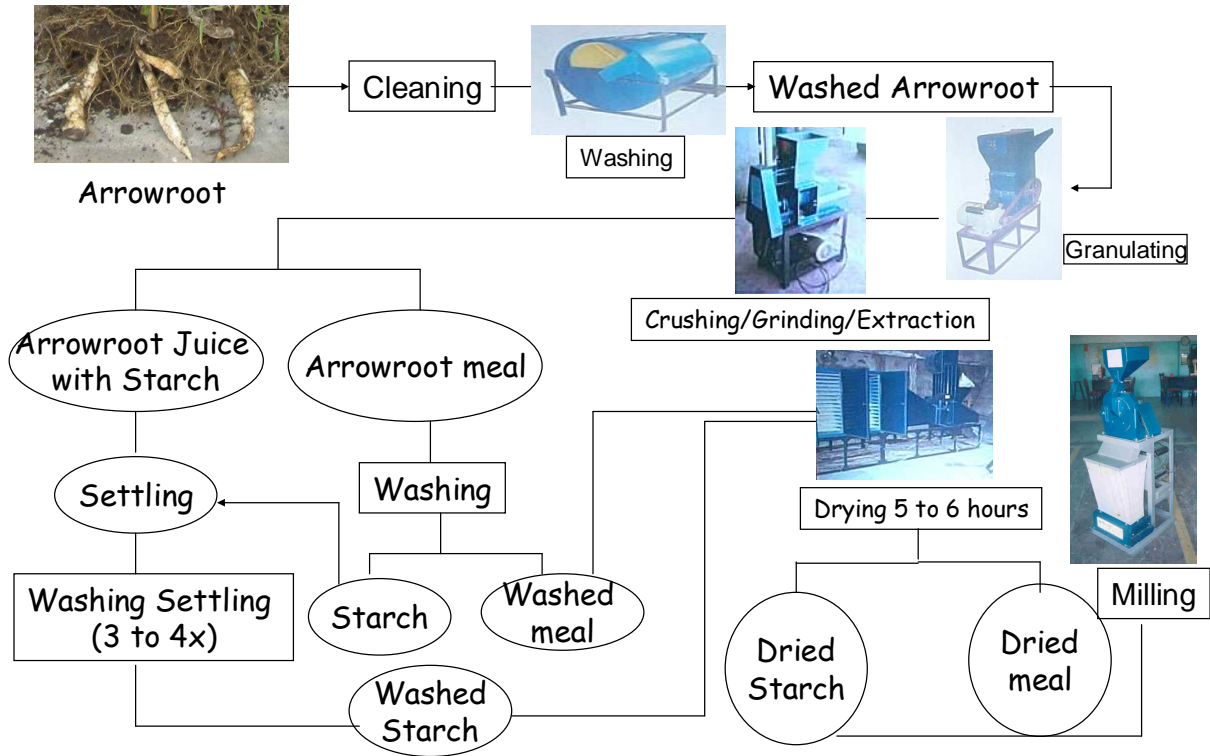 Arrowroot
Cleaning
Washing
Washed Arrowroot
Granulating
Crushing/Grinding/Extraction
Arrowroot Juice
with Starch
Arrowroot meal
Settling
Washing
Drying 5 to 6 hours
Washing Settling
(3 to 4x)
Starch
Washed
meal
Milling
Washed
Starch
Dried
Starch
Dried
meal